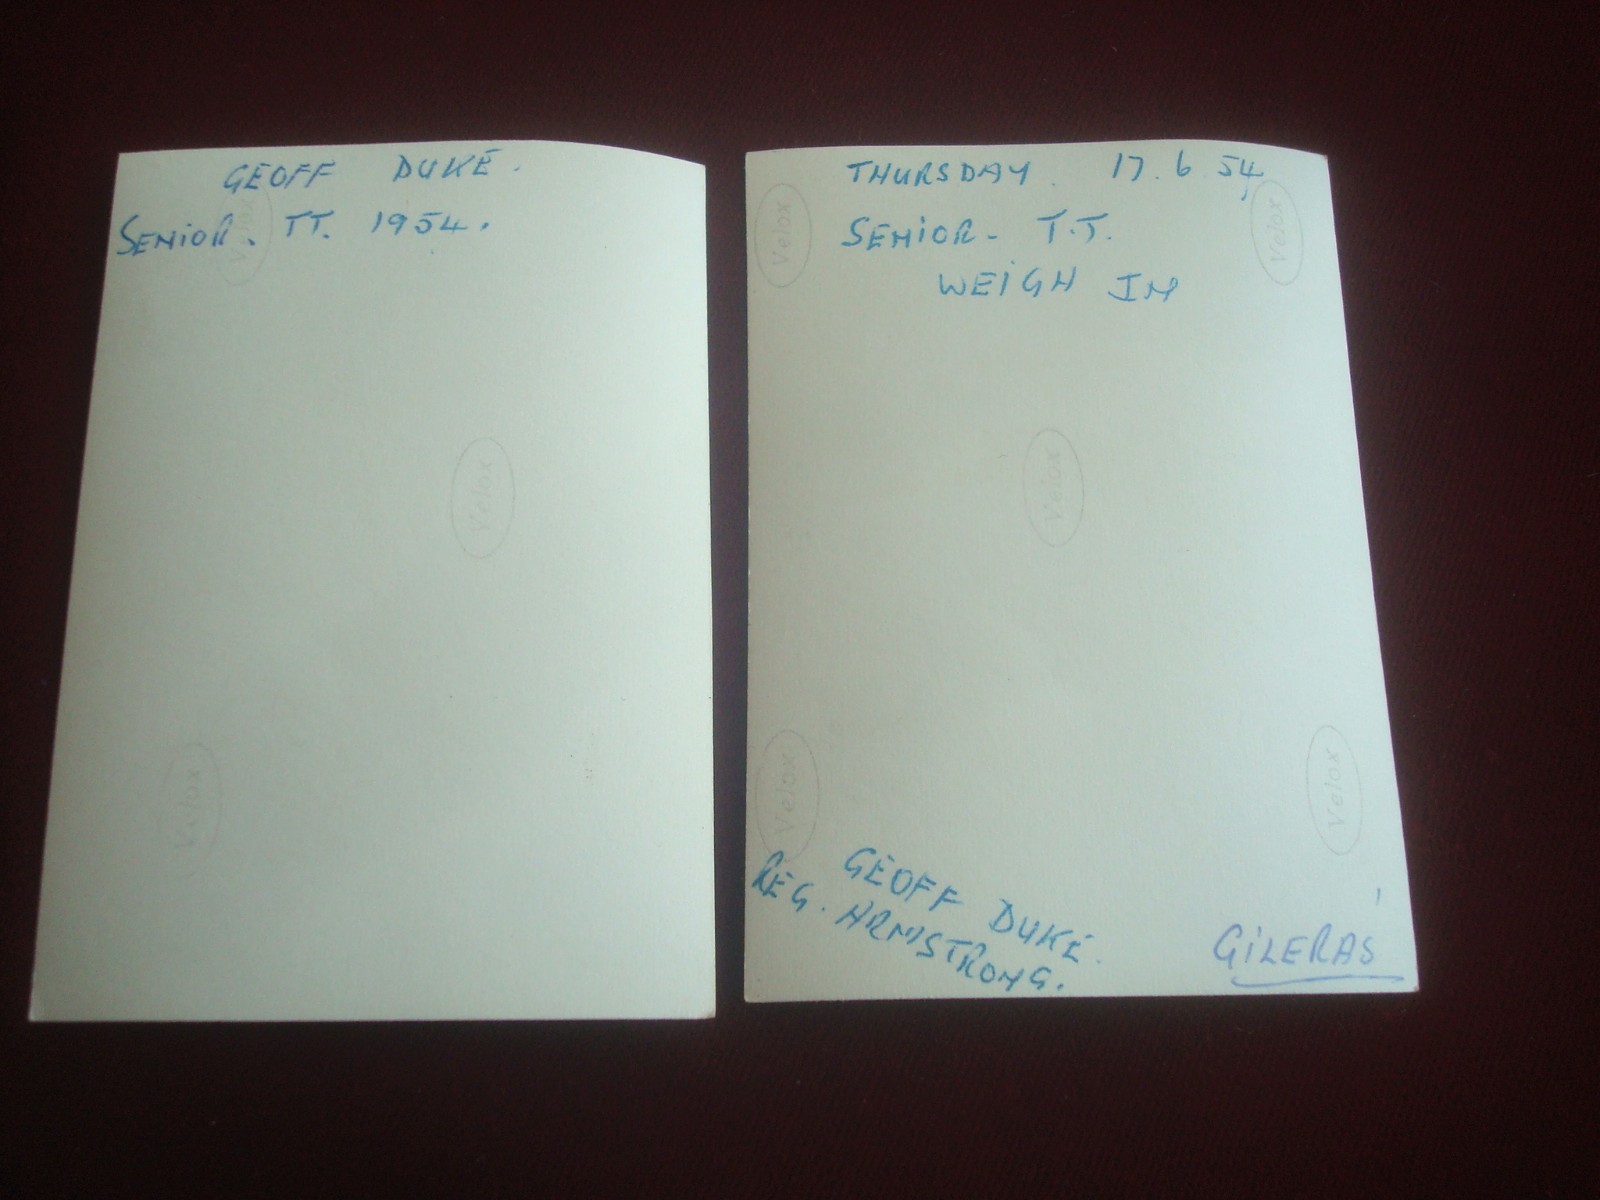 GEOFF DUKE.
SENIOR. TT. 1954.
Velox
Velox
Velox
THURSDAY. 17. 6 54
Velox
Velox
SENIOR - T.T.
WEIGH IN
Velox
Velox
Velox
GEOFF DUKE.
REG. ARMSTRONG.
GILERAS